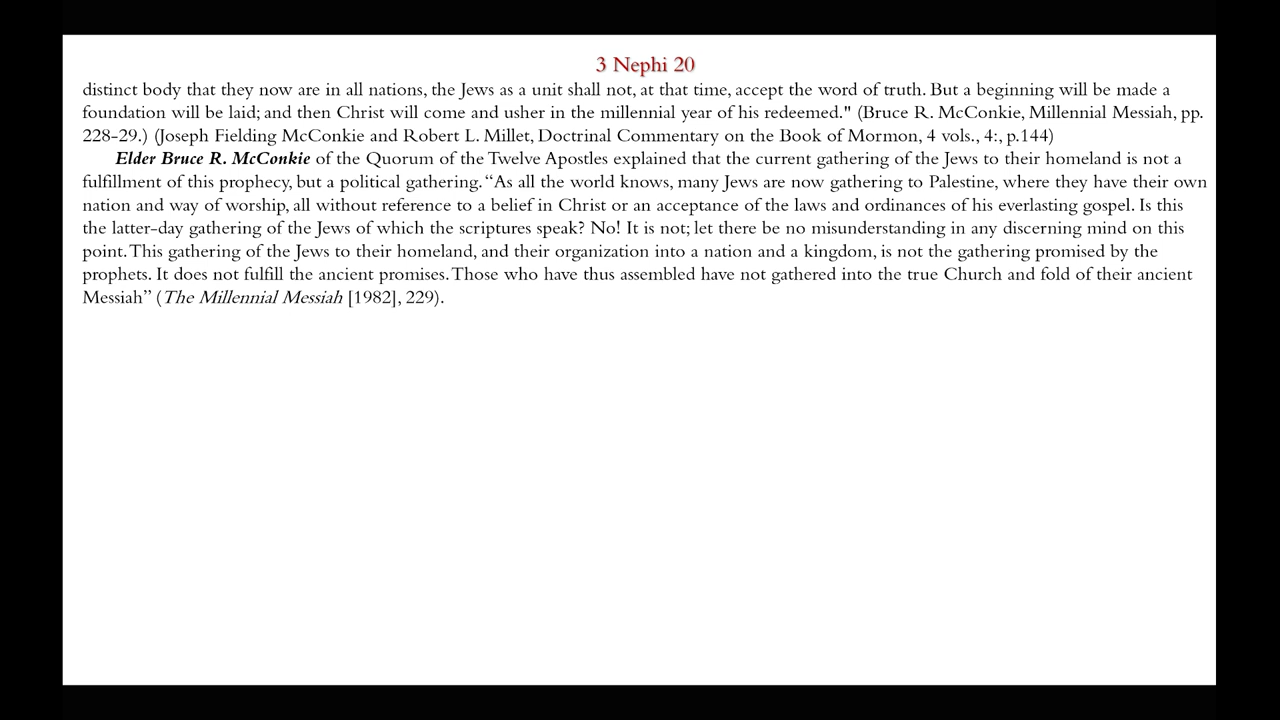 3 Nephi 20
distinct body that they now are in all nations, the Jews as a unit shall not, at that time, accept the word of truth. But a beginning will be made a
foundation will be laid; and then Christ will come and usher in the millennial year of his redeemed." (Bruce R. McConkie, Millennial Messiah, pp.
228-29.) (Joseph Fielding McConkie and Robert L. Millet, Doctrinal Commentary on the Book of Mormon, 4 vols., 4:, p.144)
Elder Bruce R. McConkie of the Quorum of the Twelve Apostles explained that the current gathering of the Jews to their homeland is not a
fulfillment of this prophecy, but a political gathering. “As all the world knows, many Jews are now gathering to Palestine, where they have their own
nation and way of worship, all without reference to a belief in Christ or an acceptance of the laws and ordinances of his everlasting gospel. Is this
the latter-day gathering of the Jews of which the scriptures speak? No! It is not; let there be no misunderstanding in any discerning mind on this
point. This gathering of the Jews to their homeland, and their organization into a nation and a kingdom, is not the gathering promised by the
prophets. It does not fulfill the ancient promises. Those who have thus assembled have not gathered into the true Church and fold of their ancient
Messiah” (The Millennial Messiah [1982], 229).